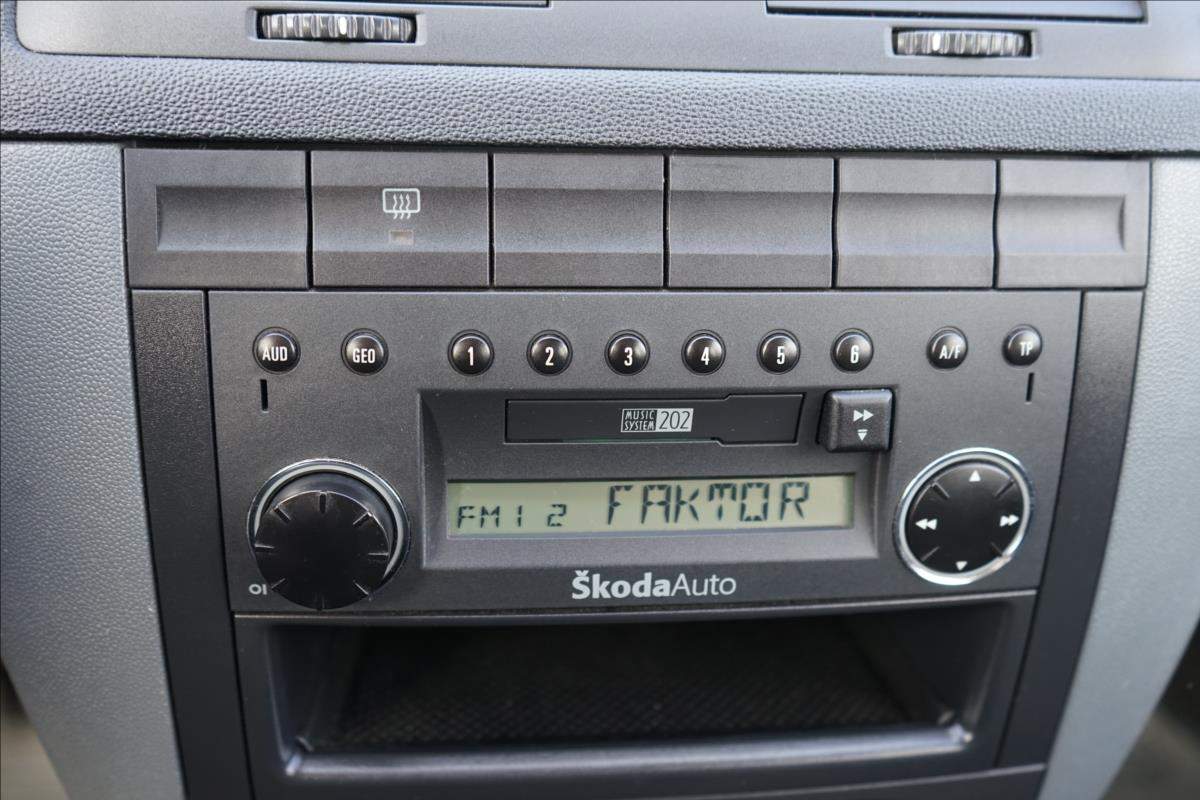 AUD GEO 1 2 3 4 5 6 A/F TP
MUSIC SYSTEM 202
FM1 2 FAKTOR
ŠkodaAuto